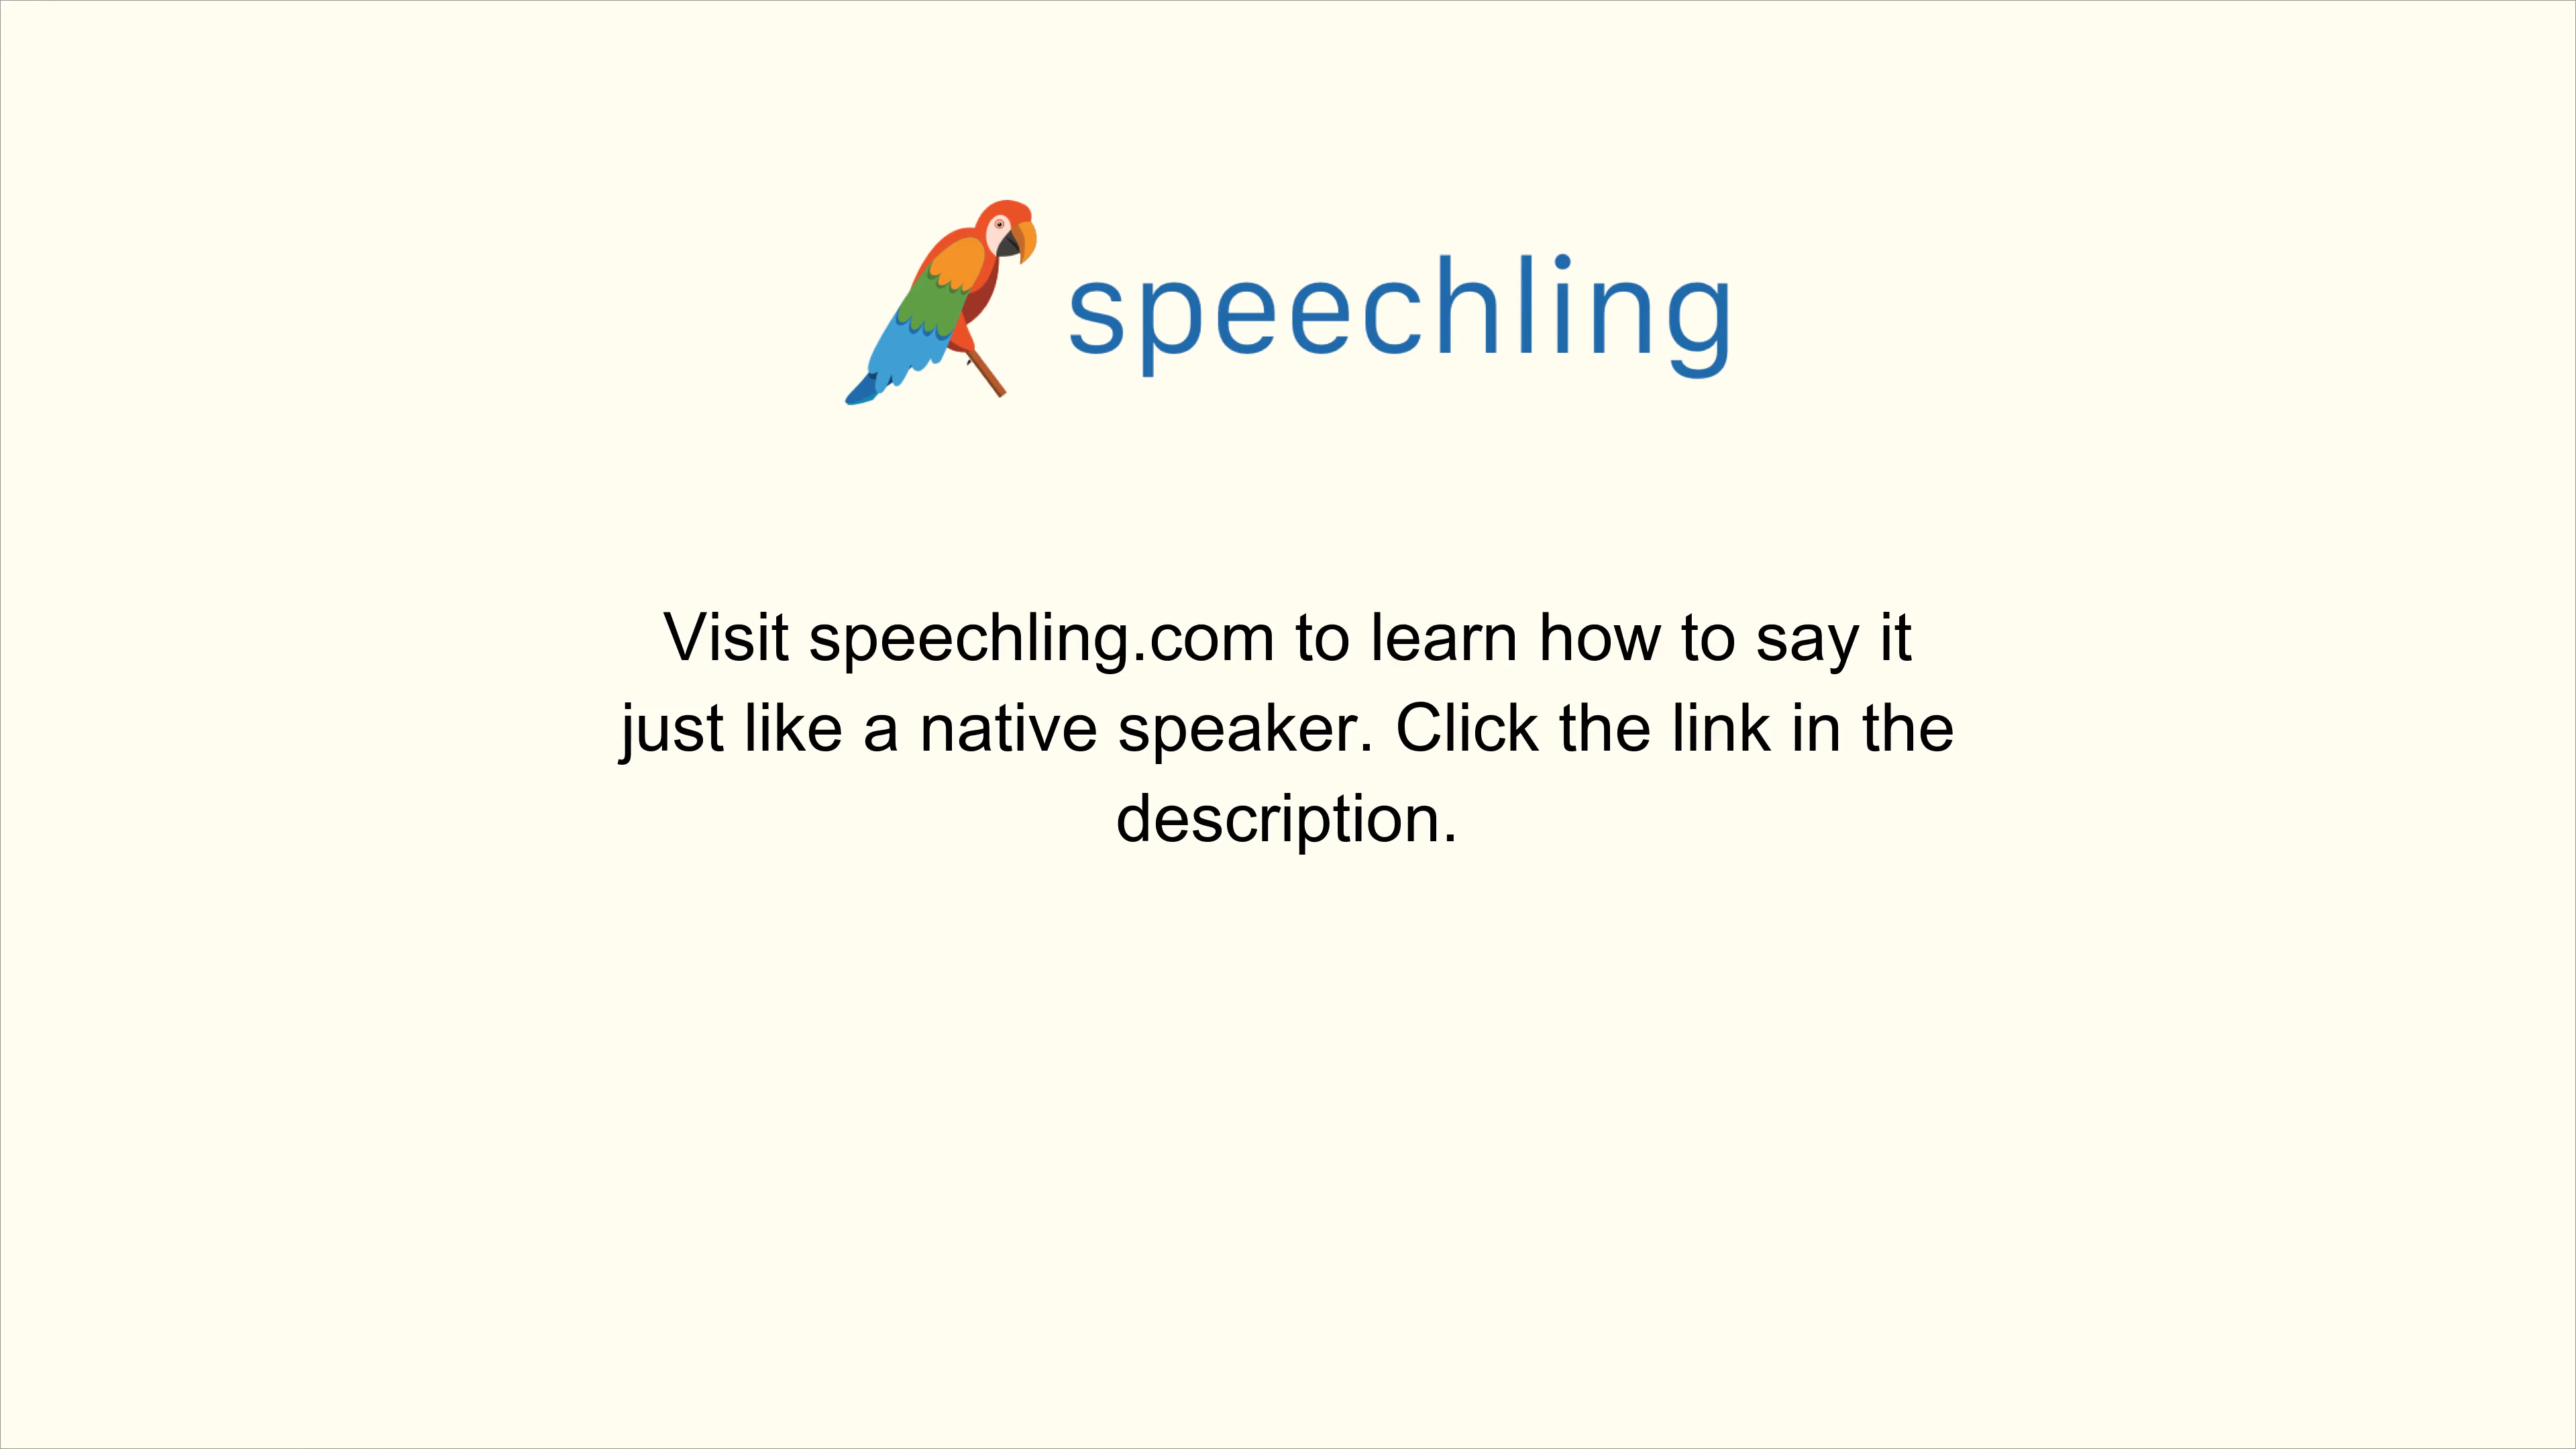 speechling
Visit speechling.com to learn how to say it
just like a native speaker. Click the link in the
description.